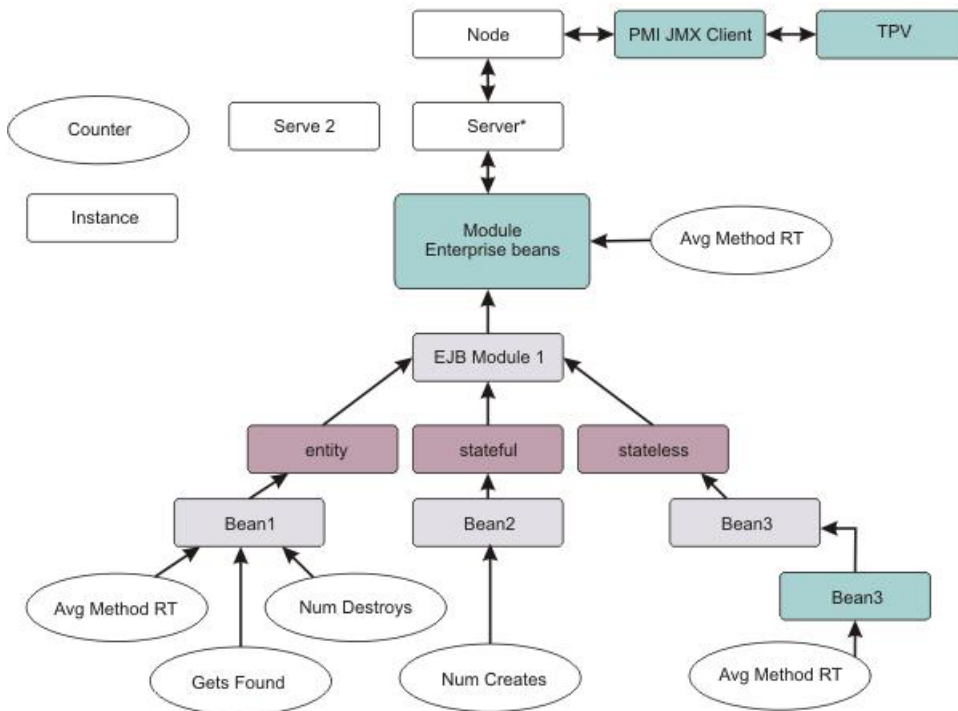 Node
PMI JMX Client
TPV
Counter
Serve 2
Server*
Instance
Module
Enterprise beans
Avg Method RT
EJB Module 1
entity
stateful
stateless
Bean1
Bean2
Bean3
Avg Method RT
Num Destroys
Bean3
Gets Found
Num Creates
Avg Method RT